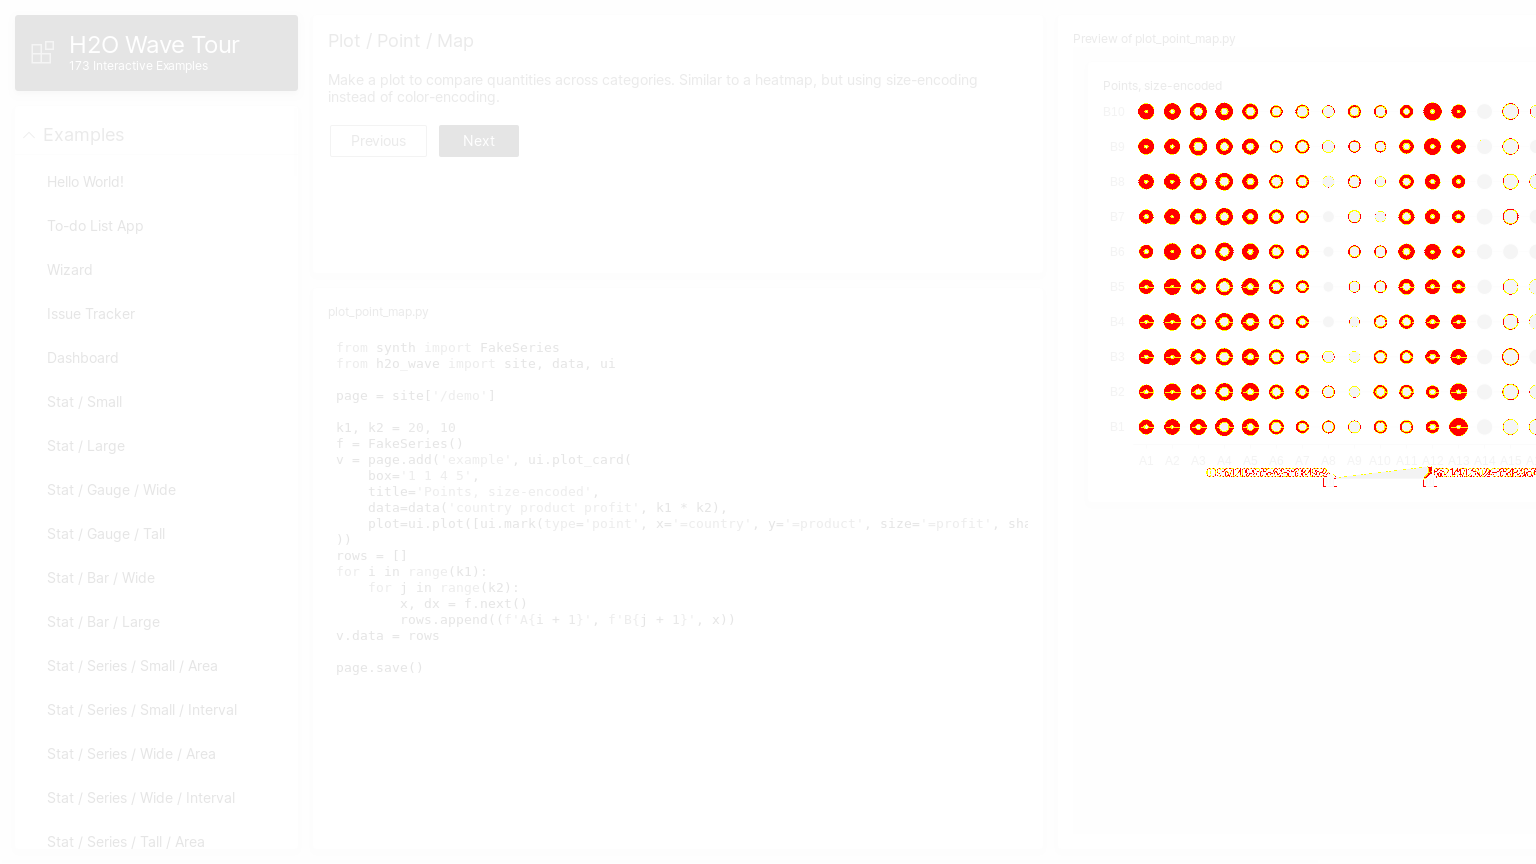 H2O Wave Tour
173 Interactive Examples
Examples
Hello World!
To-do List App
Wizard
Issue Tracker
Dashboard
Stat / Small
Stat / Large
Stat / Gauge / Wide
Stat / Gauge / Tall
Stat / Bar / Wide
Stat / Bar / Large
Stat / Series / Small / Area
Stat / Series / Small / Interval
Stat / Series / Wide / Area
Stat / Series / Wide / Interval
Stat / Series / Tall / Area
Plot / Point / Map
Make a plot to compare quantities across categories. Similar to a heatmap, but using size-encoding
instead of color-encoding.
Previous Next
plot_point_map.py
from synth import FakeSeries
from h2o_wave import site, data, ui
page = site['/demo']
k1, k2 = 20, 10
f = FakeSeries()
v = page.add('example', ui.plot_card(
    box='1 1 4 5',
    title='Points, size-encoded',
    data=data('country product profit', k1 * k2),
    plot=ui.plot([ui.mark(type='point', x='=country', y='=product', size='=profit', sha
))
rows = []
for i in range(k1):
    for j in range(k2):
        x, dx = f.next()
        rows.append((f'A{i + 1}', f'B{j + 1}', x))
v.data = rows
page.save()
Preview of plot_point_map.py
Points, size-encoded
B10
B9
B8
B7
B6
B5
B4
B3
B2
B1
A1 A2 A3 A4 A5 A6 A7 A8 A9 A10 A11 A12 A13 A14 A15